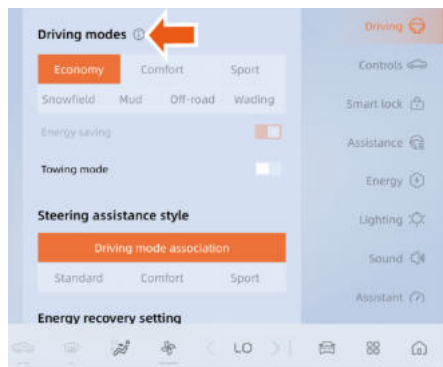 Driving modes
Economy Comfort Sport
Snowfield Mud Off-road Wading
Energy saving
Towing mode
Steering assistance style
Driving mode association
Standard Comfort Sport
Energy recovery setting
Driving
Controls
Smart lock
Assistance
Energy
Lighting
Sound
Assistant
LO